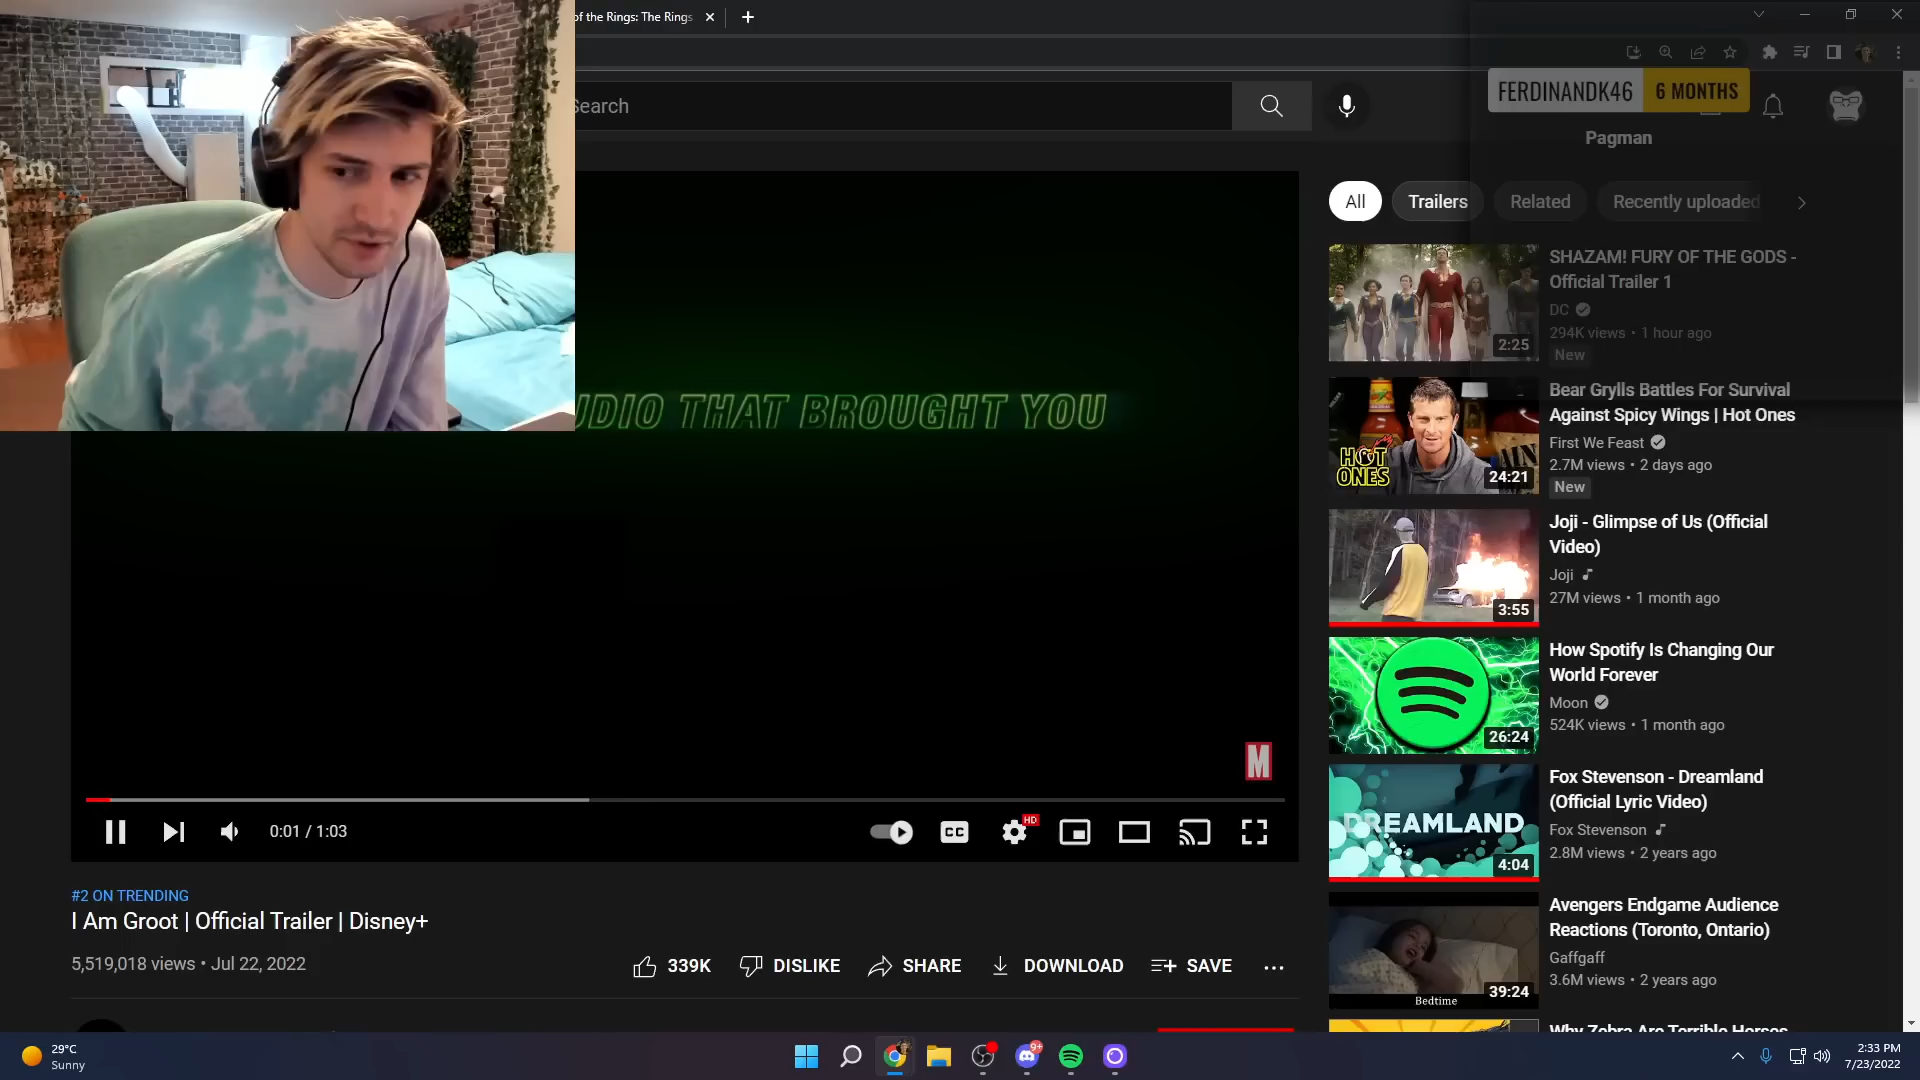 of the Rings: The Rings
Search
FERDINANDK46 6 MONTHS
Pagman
UDIO THAT BROUGHT YOU
M
0:01 / 1:03
CC
HD
#2 ON TRENDING
I Am Groot | Official Trailer | Disney+
5,519,018 views • Jul 22, 2022
339K
DISLIKE
SHARE
DOWNLOAD
SAVE
All
Trailers
Related
Recently uploaded
SHAZAM! FURY OF THE GODS -
Official Trailer 1
DC
294K views • 1 hour ago
New
2:25
Bear Grylls Battles For Survival
Against Spicy Wings | Hot Ones
First We Feast
2.7M views • 2 days ago
New
HOT
ONES
24:21
Joji - Glimpse of Us (Official
Video)
Joji
27M views • 1 month ago
3:55
How Spotify Is Changing Our
World Forever
Moon
524K views • 1 month ago
26:24
Fox Stevenson - Dreamland
(Official Lyric Video)
Fox Stevenson
2.8M views • 2 years ago
DREAMLAND
4:04
Avengers Endgame Audience
Reactions (Toronto, Ontario)
Gaffgaff
3.6M views • 2 years ago
39:24
Bedtime
Why Zebra Are Terrible Horses
29°C
Sunny
9+
2:33 PM
7/23/2022